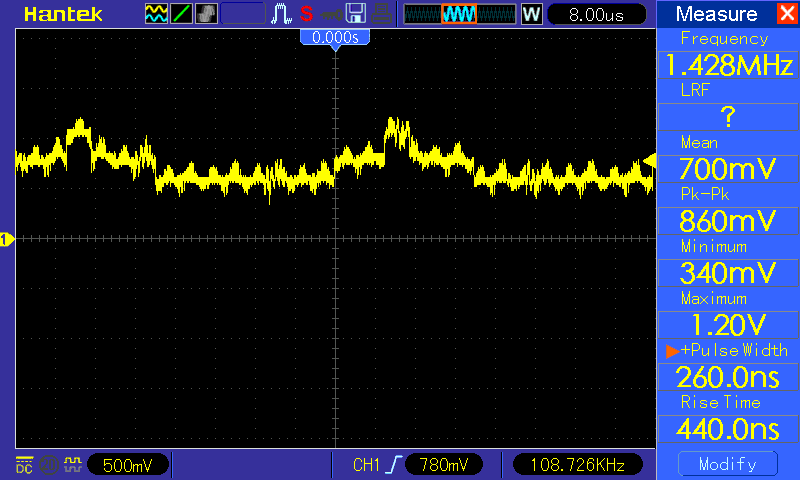 Hantek S W 8.00us Measure X
0.000s
Frequency
1.428MHz
LRF
?
Mean
700mV
Pk-Pk
860mV
Minimum
340mV
Maximum
1.20V
+Pulse Width
260.0ns
Rise Time
440.0ns
Modify
1
DC 500mV CH1 780mV 108.726KHz